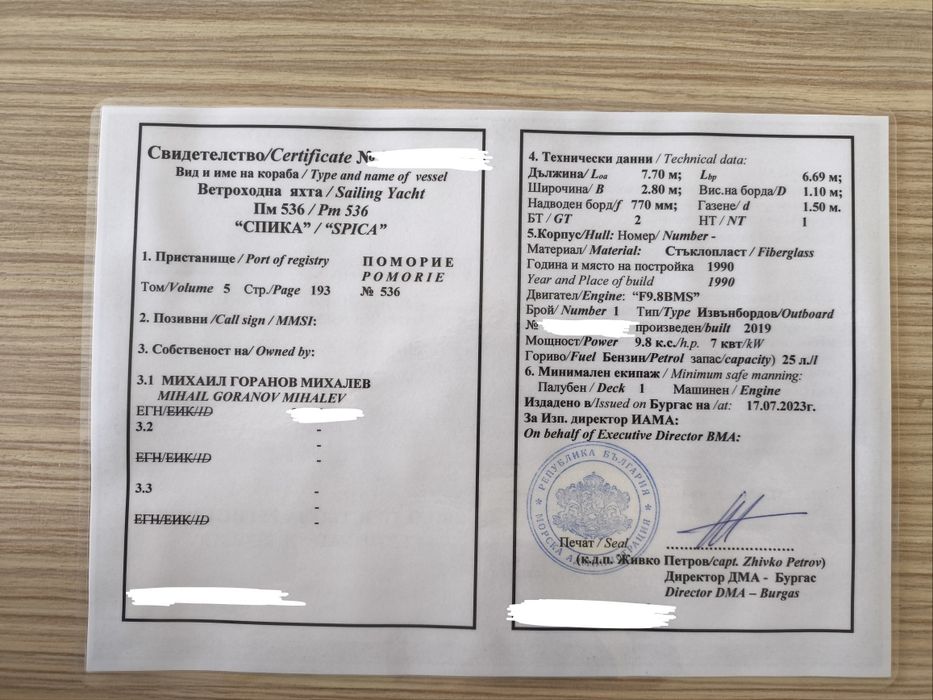 Свидетелство/Certificate №
Вид и име на кораба / Type and name of vessel
Ветроходна яхта / Sailing Yacht
Пм 536 / Pm 536
“СПИКА” / “SPICA”
1. Пристанище / Port of registry ПОМОРИЕ
POMORIE
Том/Volume 5 Стр./Page 193 № 536
2. Позивни /Call sign / MMSI:
3. Собственост на/ Owned by:
3.1 МИХАИЛ ГОРАНОВ МИХАЛЕВ
MIHAIL GORANOV MIHALEV
ЕГН/ЕИК/ID
3.2 -
ЕГН/ЕИК/ID -
3.3 -
ЕГН/ЕИК/ID -
4. Технически данни / Technical data:
Дължина/ Loa 7.70 м; Lbp 6.69 м;
Широчина/ B 2.80 м; Вис.на борда/D 1.10 м;
Надводен борд/f 770 мм; Газене/ d 1.50 м.
БТ / GT 2 НТ / NT 1
5.Корпус/Hull: Номер/ Number -
Материал/ Material: Стъклопласт / Fiberglass
Година и място на постройка 1990
Year and Place of build 1990
Двигател/Engine: “F9.8BMS”
Брой/ Number 1 Тип/Type Извънбордов/Outboard
№ произведен/built 2019
Мощност/Power 9.8 к.с./h.p. 7 квт/kW
Гориво/Fuel Бензин/Petrol запас/capacity) 25 л./l
6. Минимален екипаж / Minimum safe manning:
Палубен / Deck 1 Машинен / Engine
Издадено в/Issued on Бургас на /at: 17.07.2023г.
За Изп. директор ИАМА:
On behalf of Executive Director BMA:
РЕПУБЛИКА БЪЛГАРИЯ
МОРСКА АДМИНИСТРАЦИЯ
Печат / Seal
(к.д.п. Живко Петров/capt. Zhivko Petrov)
Директор ДМА - Бургас
Director DMA – Burgas